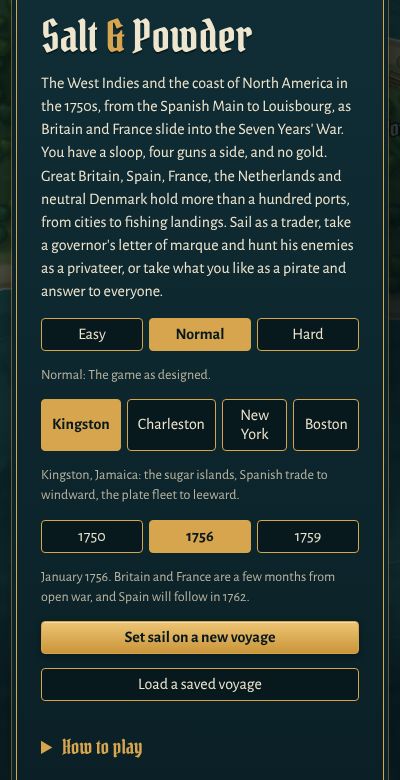 Salt & Powder
The West Indies and the coast of North America in
the 1750s, from the Spanish Main to Louisbourg, as
Britain and France slide into the Seven Years' War.
You have a sloop, four guns a side, and no gold.
Great Britain, Spain, France, the Netherlands and
neutral Denmark hold more than a hundred ports,
from cities to fishing landings. Sail as a trader, take
a governor's letter of marque and hunt his enemies
as a privateer, or take what you like as a pirate and
answer to everyone.
Easy
Normal
Hard
Normal: The game as designed.
Kingston
Charleston
New
York
Boston
Kingston, Jamaica: the sugar islands, Spanish trade to
windward, the plate fleet to leeward.
1750
1756
1759
January 1756. Britain and France are a few months from
open war, and Spain will follow in 1762.
Set sail on a new voyage
Load a saved voyage
How to play